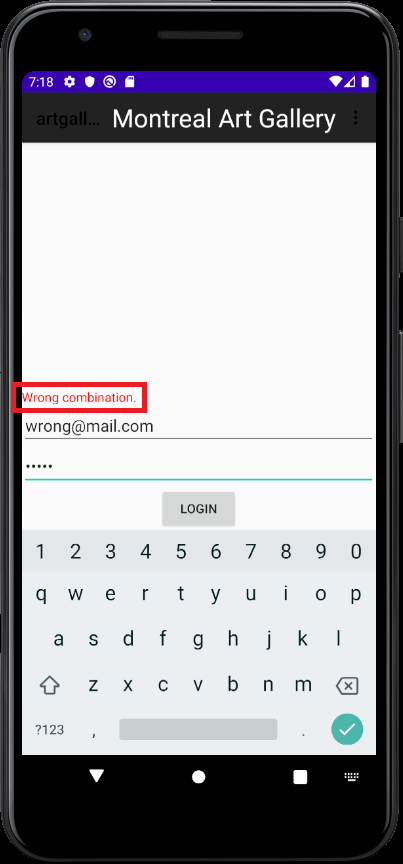 7:18
artgall... Montreal Art Gallery
Wrong combination.
wrong@mail.com
•••••
LOGIN
1 2 3 4 5 6 7 8 9 0
q w e r t y u i o p
a s d f g h j k l
z x c v b n m
?123 , .